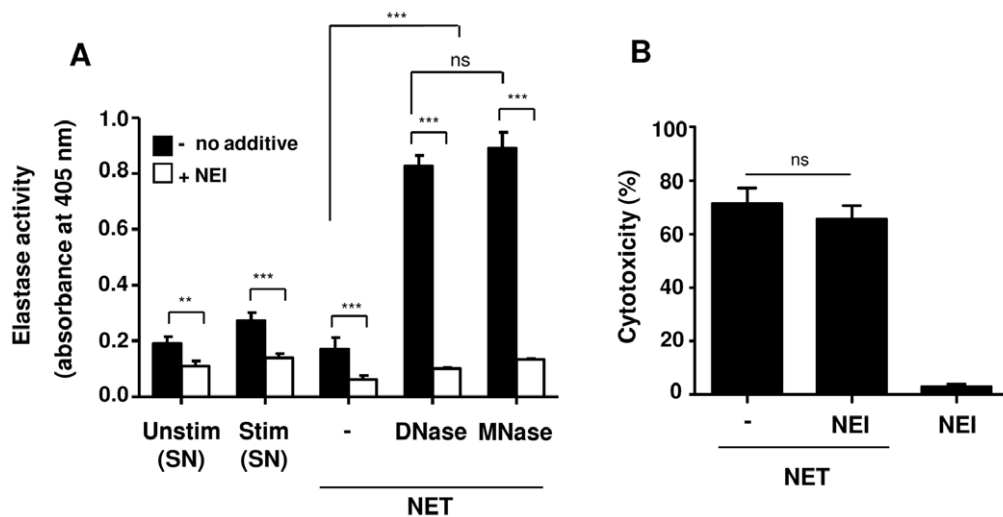 A
***
ns
***
***
***
***
**
- no additive
+ NEI
Elastase activity
(absorbance at 405 nm)
1.0
0.8
0.6
0.4
0.2
0.0
Unstim
(SN)
Stim
(SN)
-
DNase
MNase
NET
B
ns
Cytotoxicity (%)
100
80
60
40
20
0
-
NEI
NEI
NET